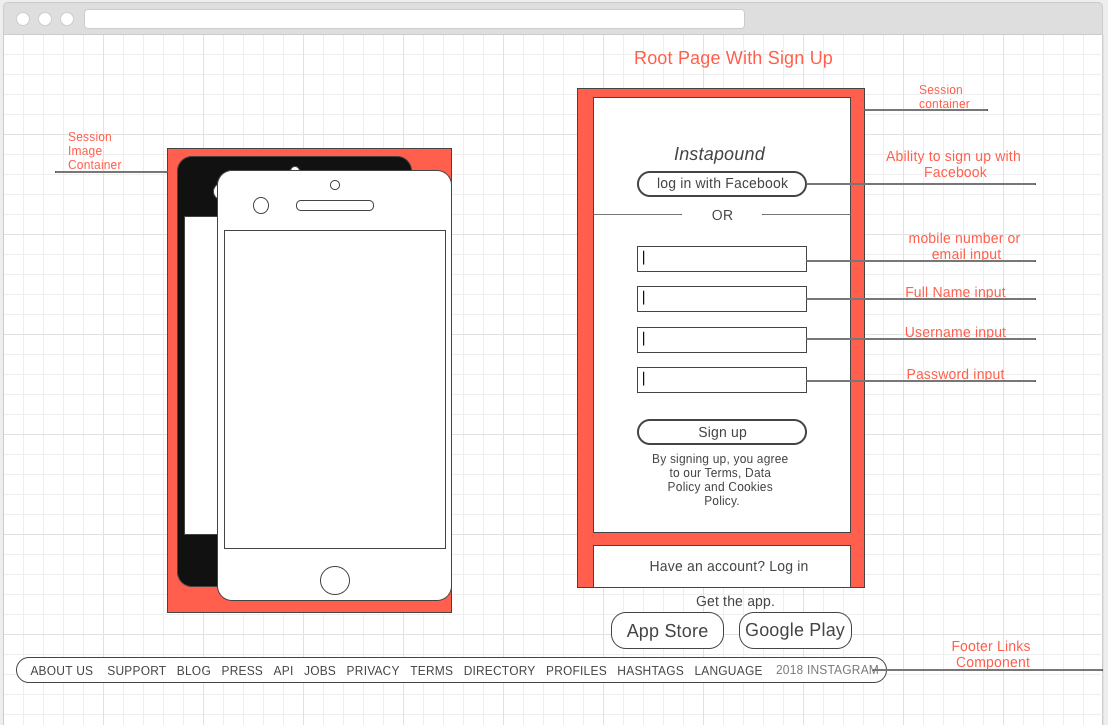 Root Page With Sign Up
Session
container
Session
Image
Container
Instapound
Ability to sign up with
Facebook
log in with Facebook
OR
mobile number or
email input
Full Name input
Username input
Password input
Sign up
By signing up, you agree
to our Terms, Data
Policy and Cookies
Policy.
Have an account? Log in
Get the app.
App Store
Google Play
Footer Links
Component
ABOUT US SUPPORT BLOG PRESS API JOBS PRIVACY TERMS DIRECTORY PROFILES HASHTAGS LANGUAGE 2018 INSTAGRAM